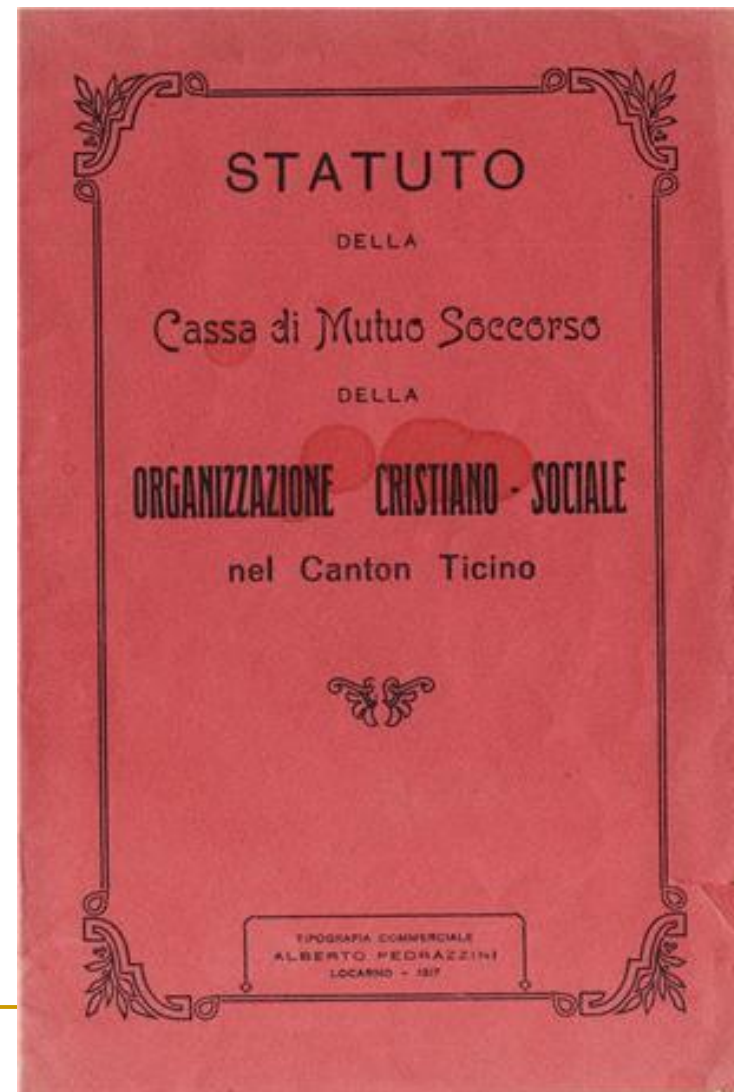 STATUTO
DELLA
Cassa di Mutuo Soccorso
DELLA
ORGANIZZAZIONE CRISTIANO - SOCIALE
nel Canton Ticino
TIPOGRAFIA COMMERCIALE
ALBERTO PEDRAZZINI
LOCARNO - 1917